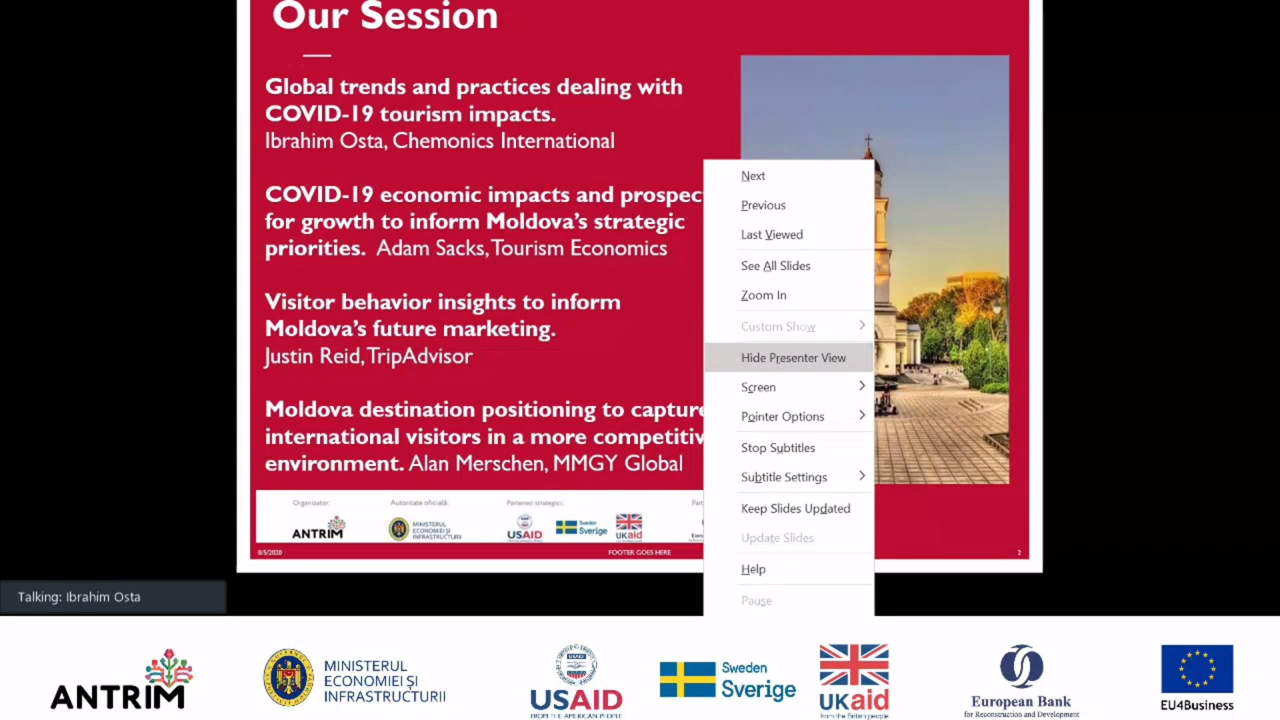 Our Session
Global trends and practices dealing with
COVID-19 tourism impacts.
Ibrahim Osta, Chemonics International
COVID-19 economic impacts and prospec
for growth to inform Moldova's strategic
priorities. Adam Sacks, Tourism Economics
Visitor behavior insights to inform
Moldova's future marketing.
Justin Reid, TripAdvisor
Moldova destination positioning to capture
international visitors in a more competitiv
environment. Alan Merschen, MMGY Global
Next
Previous
Last Viewed
See All Slides
Zoom In
Custom Show
Hide Presenter View
Screen
Pointer Options
Stop Subtitles
Subtitle Settings
Keep Slides Updated
Update Slides
Help
Pause
Organizator:
Autoritate oficială:
Parteneri strategici:
Part
ANTRIM
MINISTERUL
ECONOMIEI ȘI
INFRASTRUCTURII
USAID
Sweden
Sverige
UKaid
8/5/2020
FOOTER GOES HERE
2
Talking: Ibrahim Osta
ANTRIM
MINISTERUL
ECONOMIEI ȘI
INFRASTRUCTURII
USAID
FROM THE AMERICAN PEOPLE
Sweden
Sverige
UKaid
from the British people
European Bank
for Reconstruction and Development
EU4Business